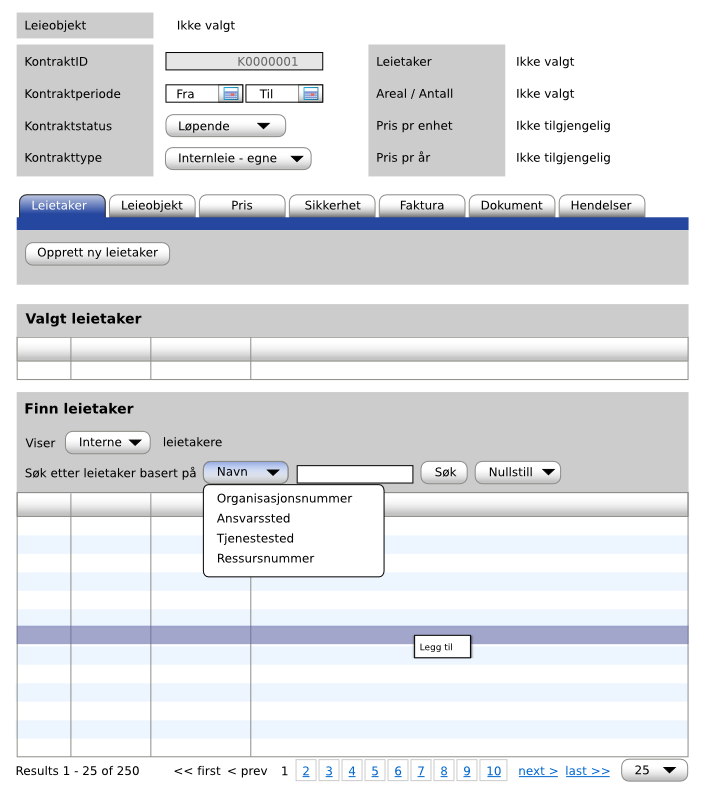 Leieobjekt Ikke valgt
KontraktID K0000001 Leietaker Ikke valgt
Kontraktperiode Fra Til Areal / Antall Ikke valgt
Kontraktstatus Løpende Pris pr enhet Ikke tilgjengelig
Kontrakttype Internleie - egne Pris pr år Ikke tilgjengelig
Leietaker Leieobjekt Pris Sikkerhet Faktura Dokument Hendelser
Opprett ny leietaker
Valgt leietaker
Finn leietaker
Viser Interne leietakere
Søk etter leietaker basert på Navn Søk Nullstill
Organisasjonsnummer
Ansvarssted
Tjenestested
Ressursnummer
Legg til
Results 1 - 25 of 250 << first < prev 1 2 3 4 5 6 7 8 9 10 next > last >> 25